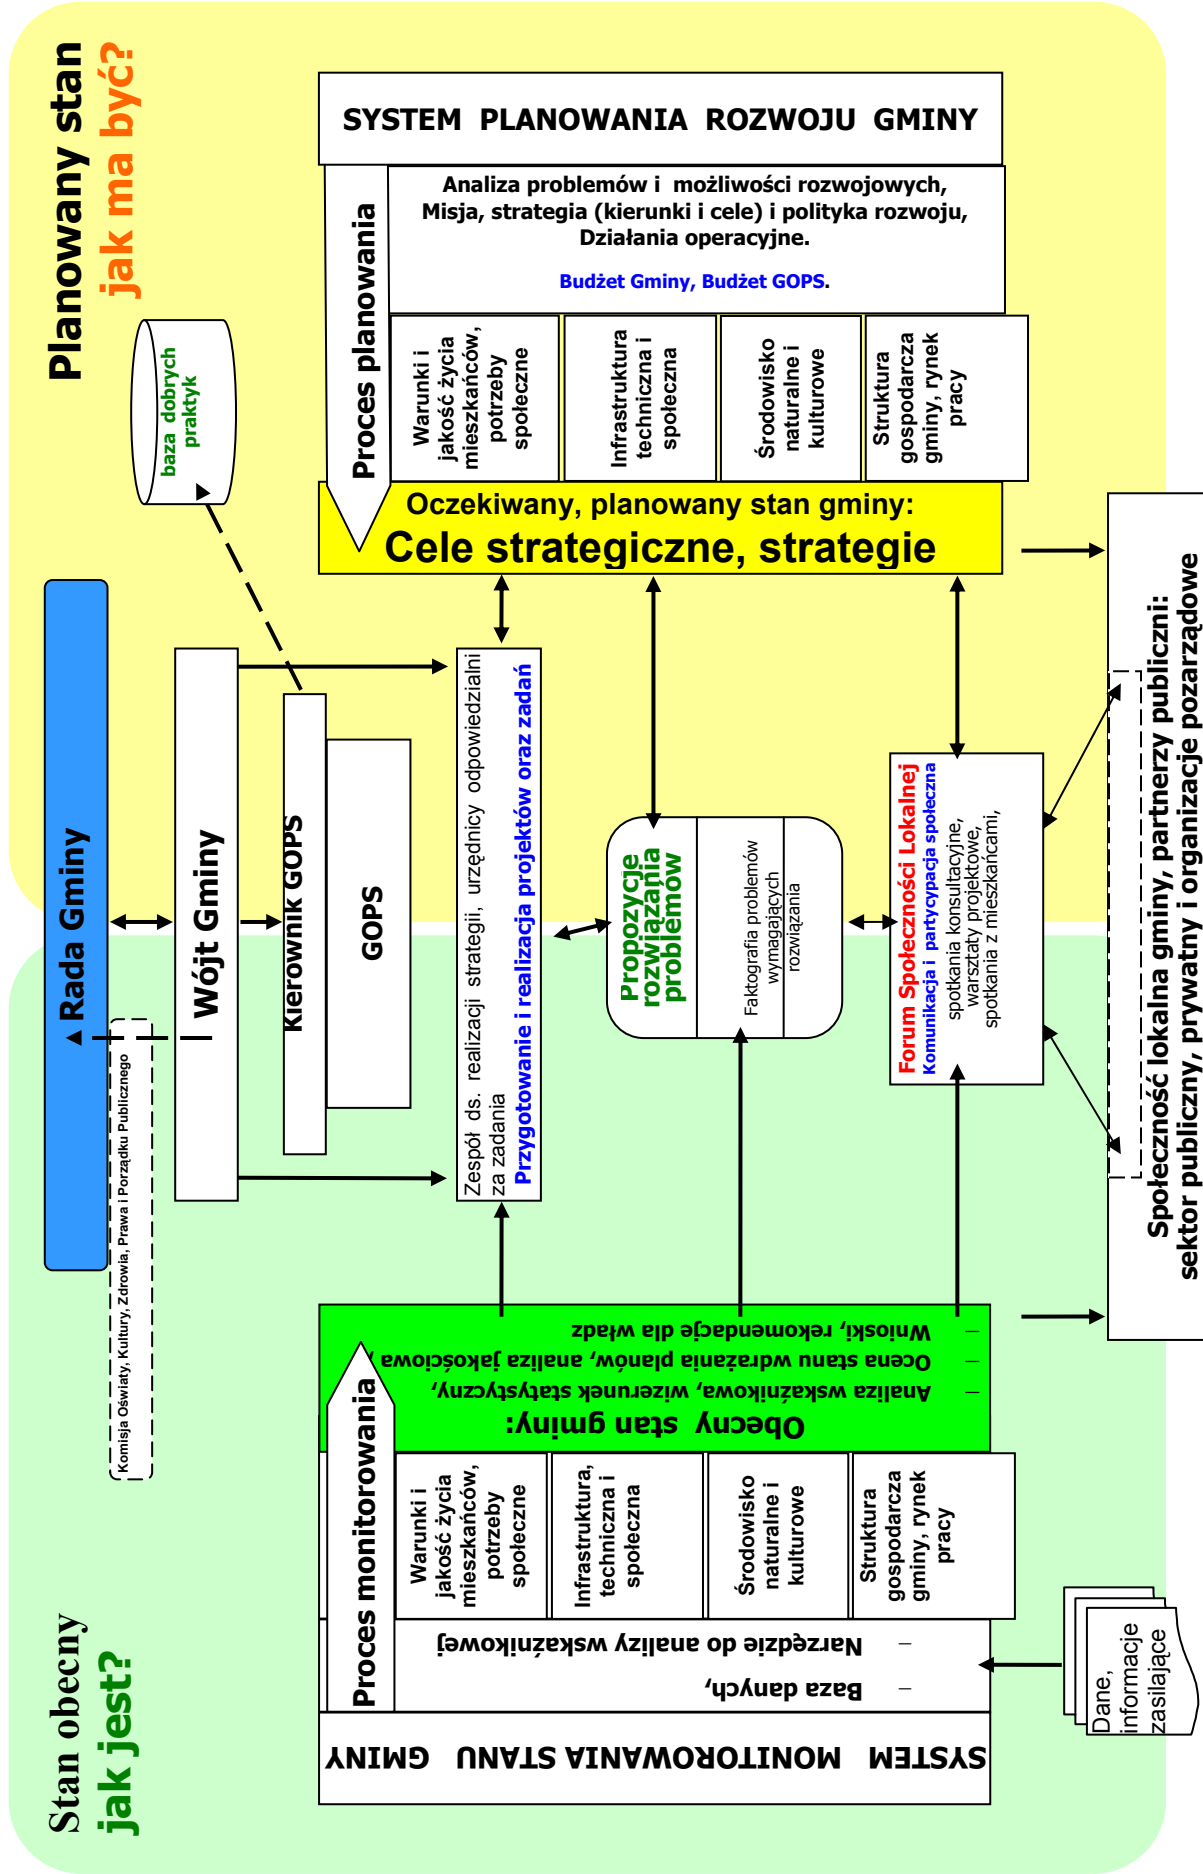 Stan obecny
jak jest?
Planowany stan
jak ma być?
Rada Gminy
Komisja Oświaty, Kultury, Zdrowia, Prawa i Porządku Publicznego
Wójt Gminy
Kierownik GOPS
GOPS
baza dobrych
praktyk
SYSTEM MONITOROWANIA STANU GMINY
Proces monitorowania
– Baza danych,
– Narzędzie do analizy wskaźnikowej
Warunki i
jakość życia
mieszkańców,
potrzeby
społeczne
Infrastruktura,
techniczna i
społeczna
Środowisko
naturalne i
kulturowe
Struktura
gospodarcza
gminy, rynek
pracy
Obecny stan gminy:
– Analiza wskaźnikowa, wizerunek statystyczny,
– Ocena stanu wdrażania planów, analiza jakościowa,
– Wnioski, rekomendacje dla władz
Dane,
informacje
zasilające
Zespół ds. realizacji strategii, urzędnicy odpowiedzialni
za zadania
Przygotowanie i realizacja projektów oraz zadań
Propozycje
rozwiązania
problemów
Faktografia problemów
wymagających
rozwiązania
Forum Społeczności Lokalnej
Komunikacja i partycypacja społeczna
spotkania konsultacyjne,
warsztaty projektowe,
spotkania z mieszkańcami,
Oczekiwany, planowany stan gminy:
Cele strategiczne, strategie
Proces planowania
Warunki i
jakość życia
mieszkańców,
potrzeby
społeczne
Infrastruktura
techniczna i
społeczna
Środowisko
naturalne i
kulturowe
Struktura
gospodarcza
gminy, rynek
pracy
Analiza problemów i możliwości rozwojowych,
Misja, strategia (kierunki i cele) i polityka rozwoju,
Działania operacyjne.
Budżet Gminy, Budżet GOPS.
SYSTEM PLANOWANIA ROZWOJU GMINY
Społeczność lokalna gminy, partnerzy publiczni:
sektor publiczny, prywatny i organizacje pozarządowe